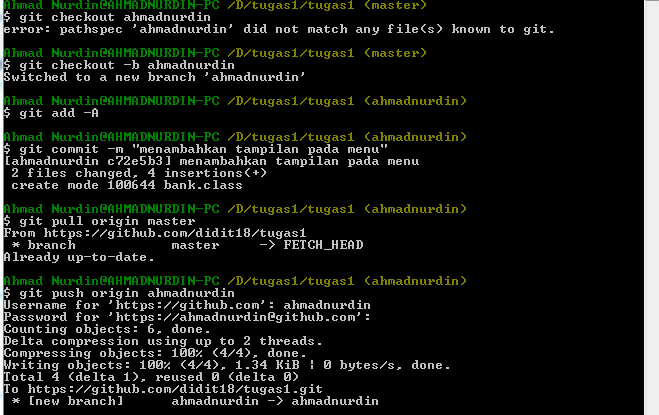 Ahmad Nurdin@AHMADNURDIN-PC /D/tugas1/tugas1 (master)
$ git checkout ahmadnurdin
error: pathspec 'ahmadnurdin' did not match any file(s) known to git.
Ahmad Nurdin@AHMADNURDIN-PC /D/tugas1/tugas1 (master)
$ git checkout -b ahmadnurdin
Switched to a new branch 'ahmadnurdin'
Ahmad Nurdin@AHMADNURDIN-PC /D/tugas1/tugas1 (ahmadnurdin)
$ git add -A
Ahmad Nurdin@AHMADNURDIN-PC /D/tugas1/tugas1 (ahmadnurdin)
$ git commit -m "menambahkan tampilan pada menu"
[ahmadnurdin c72e5b3] menambahkan tampilan pada menu
2 files changed, 4 insertions(+)
create mode 100644 bank.class
Ahmad Nurdin@AHMADNURDIN-PC /D/tugas1/tugas1 (ahmadnurdin)
$ git pull origin master
From https://github.com/didit18/tugas1
* branch master -> FETCH_HEAD
Already up-to-date.
Ahmad Nurdin@AHMADNURDIN-PC /D/tugas1/tugas1 (ahmadnurdin)
$ git push origin ahmadnurdin
Username for 'https://github.com': ahmadnurdin
Password for 'https://ahmadnurdin@github.com':
Counting objects: 6, done.
Delta compression using up to 2 threads.
Compressing objects: 100% (4/4), done.
Writing objects: 100% (4/4), 1.34 KiB | 0 bytes/s, done.
Total 4 (delta 1), reused 0 (delta 0)
To https://github.com/didit18/tugas1.git
* [new branch] ahmadnurdin -> ahmadnurdin